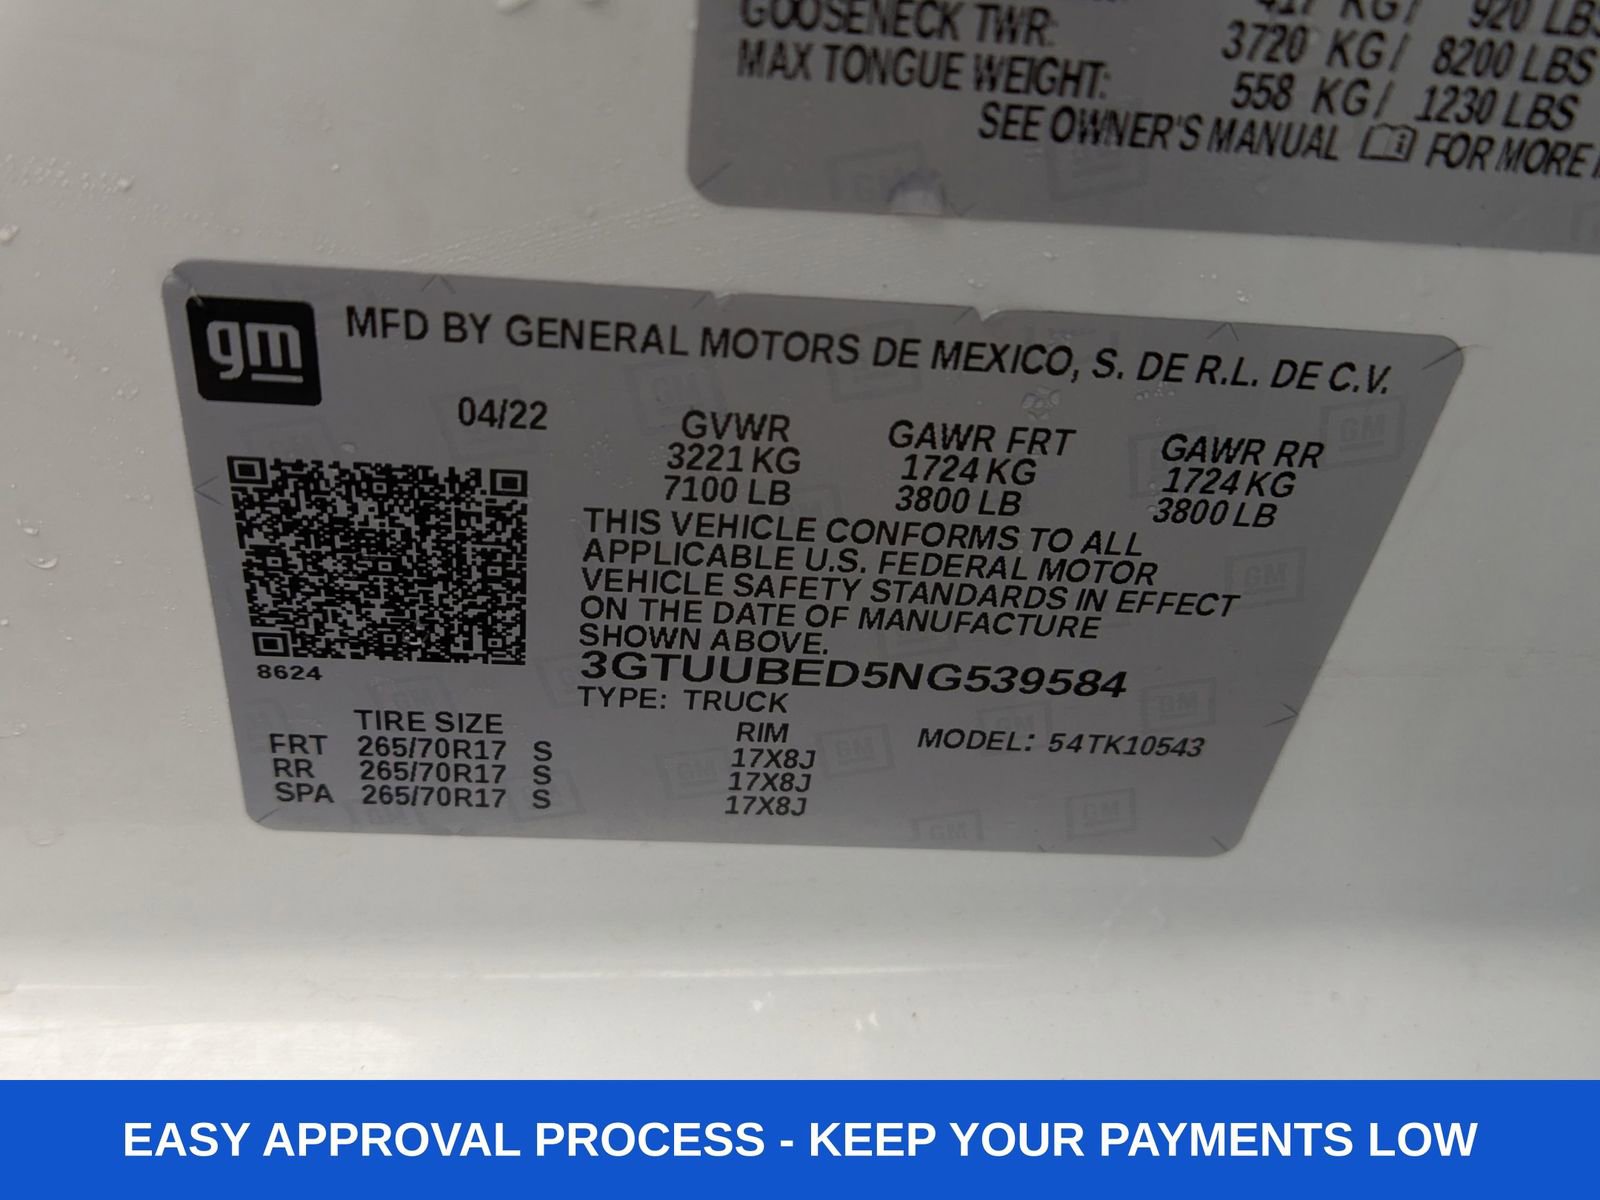 417 KG/ 920 LBS
GOOSENECK TWR: 3720 KG/ 8200 LBS
MAX TONGUE WEIGHT: 558 KG/ 1230 LBS
SEE OWNER'S MANUAL FOR MORE
gm MFD BY GENERAL MOTORS DE MEXICO, S. DE R.L. DE C.V.
04/22 GVWR GAWR FRT GAWR RR
3221 KG 1724 KG 1724 KG
7100 LB 3800 LB 3800 LB
THIS VEHICLE CONFORMS TO ALL
APPLICABLE U.S. FEDERAL MOTOR
VEHICLE SAFETY STANDARDS IN EFFECT
ON THE DATE OF MANUFACTURE
SHOWN ABOVE.
3GTUUBED5NG539584
8624
TYPE: TRUCK
TIRE SIZE RIM MODEL: 54TK10543
FRT 265/70R17 S 17X8J
RR 265/70R17 S 17X8J
SPA 265/70R17 S 17X8J
EASY APPROVAL PROCESS - KEEP YOUR PAYMENTS LOW